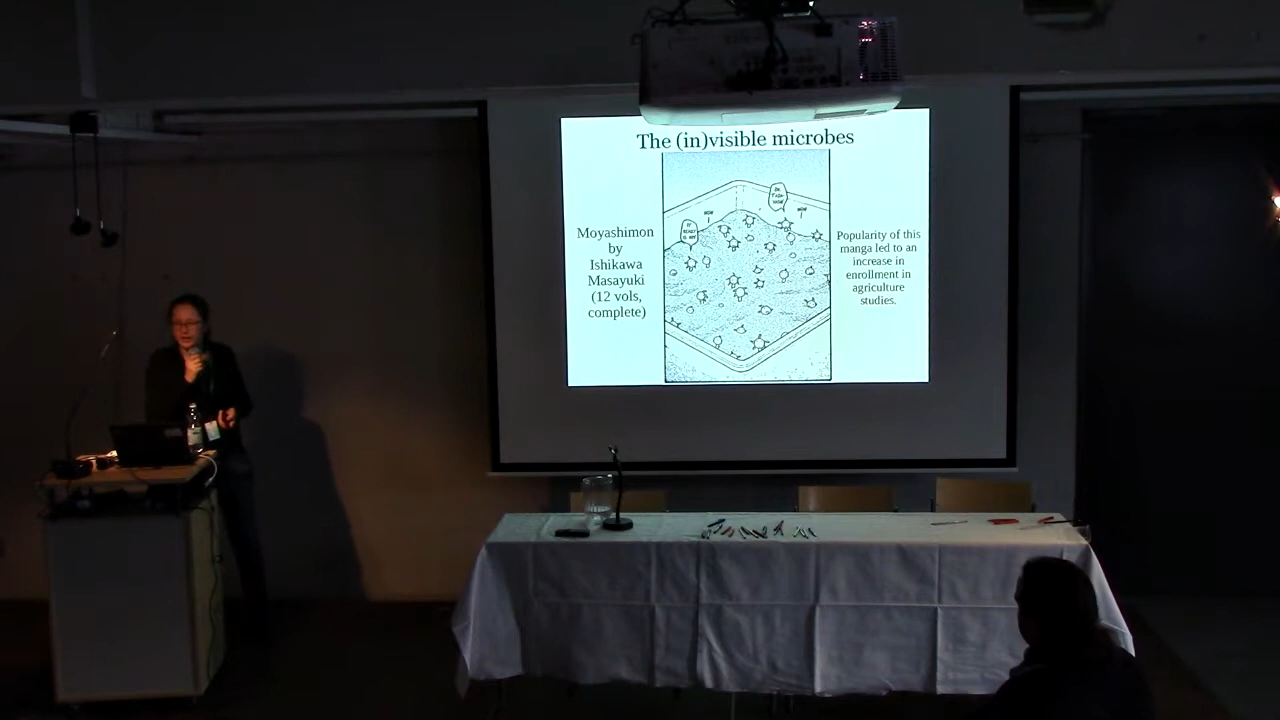 The (in)visible microbes
Moyashimon
by
Ishikawa
Masayuki
(12 vols,
complete)
Popularity of this
manga led to an
increase in
enrollment in
agriculture
studies.